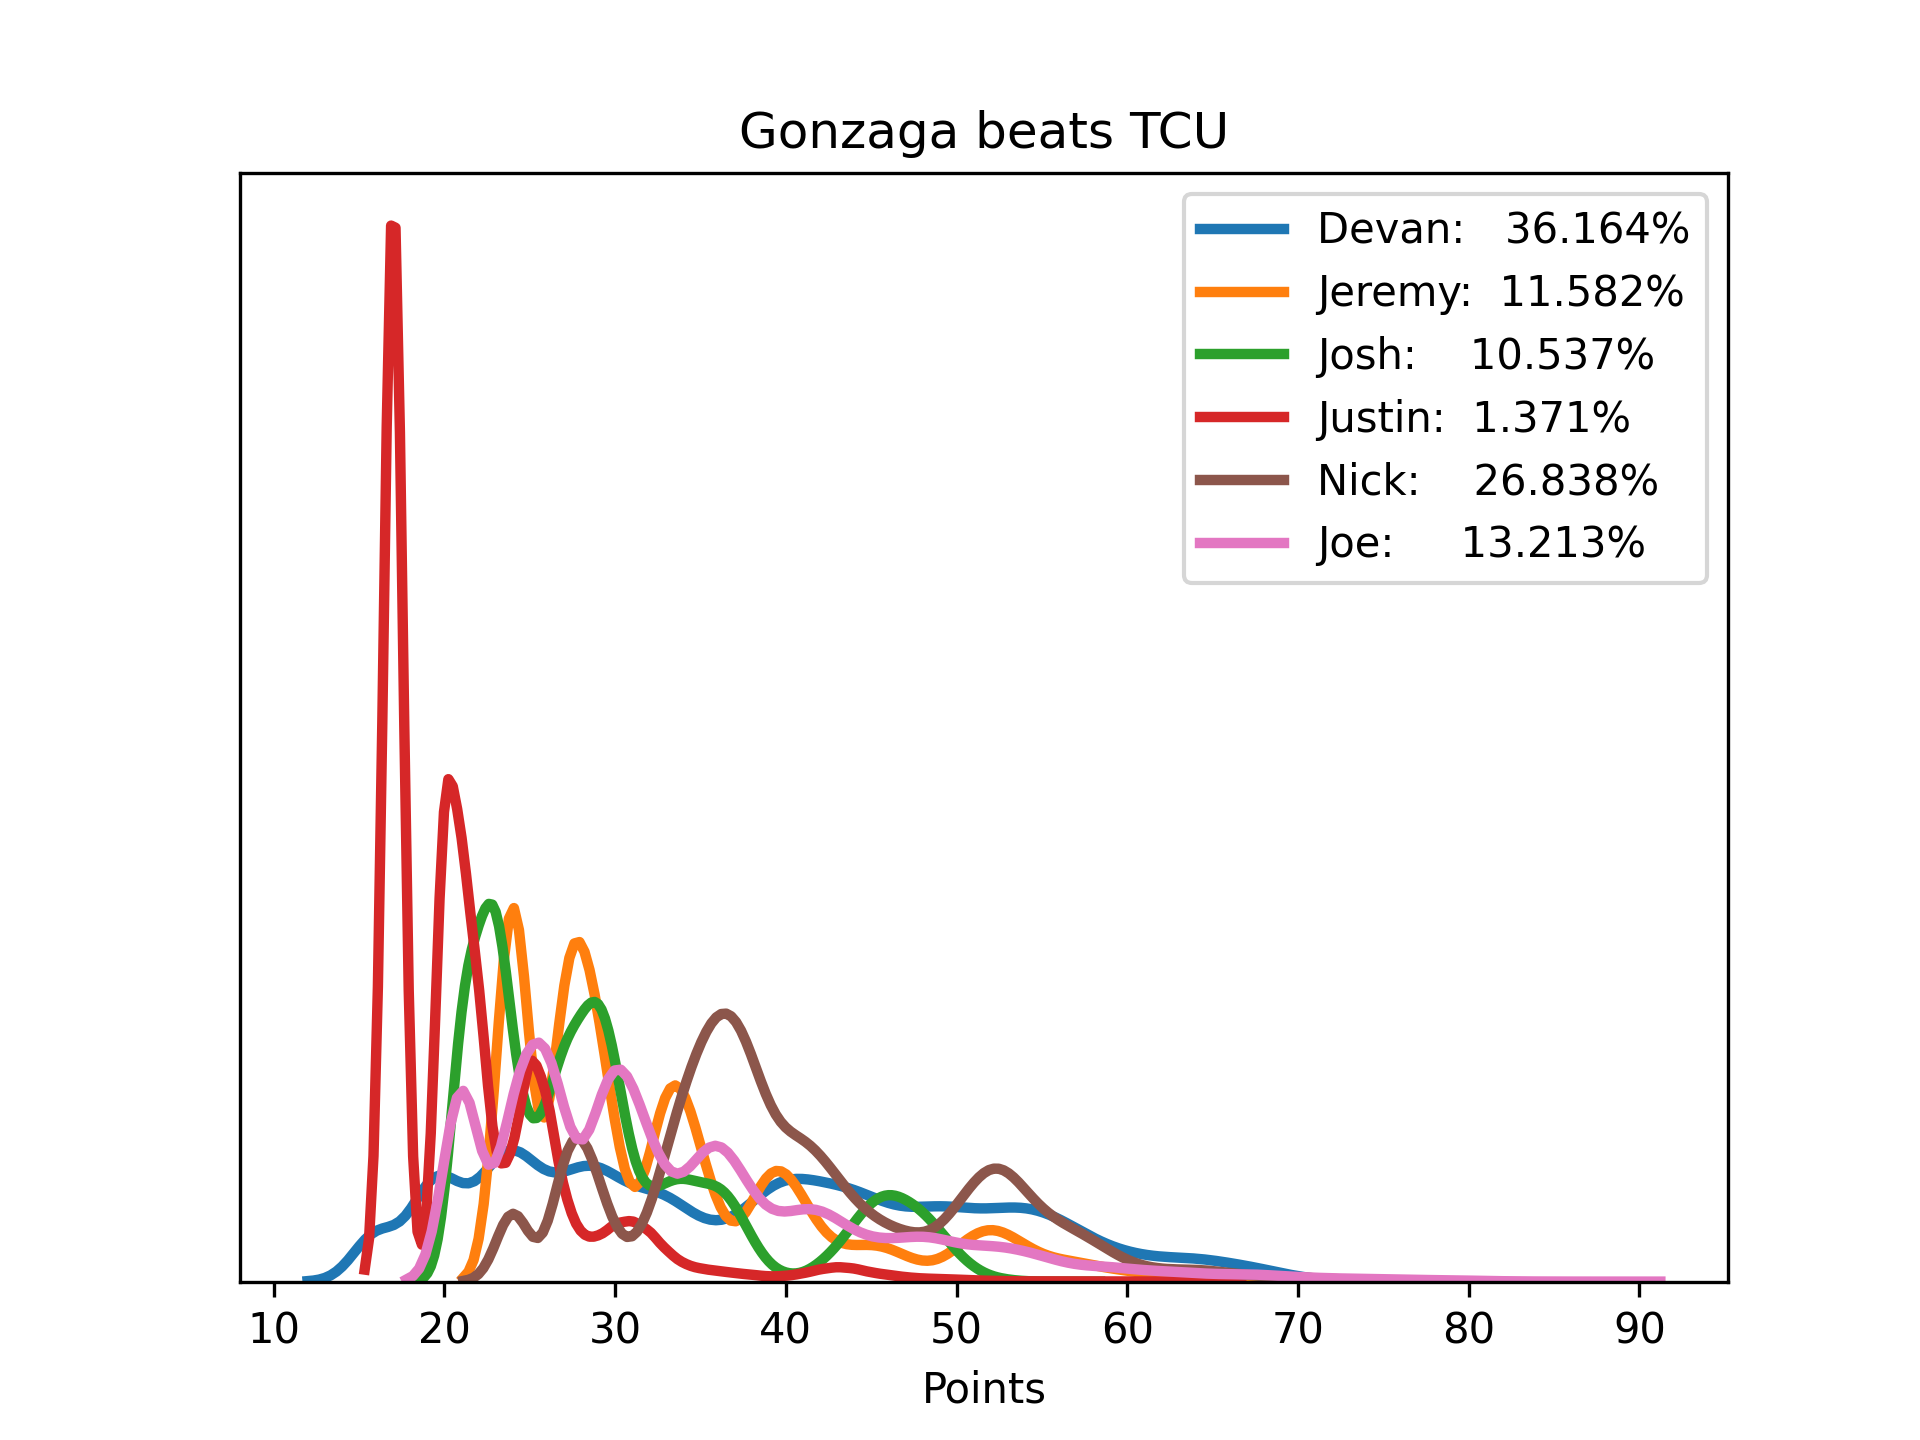 Gonzaga beats TCU
Devan: 36.164%
Jeremy: 11.582%
Josh: 10.537%
Justin: 1.371%
Nick: 26.838%
Joe: 13.213%
10 20 30 40 50 60 70 80 90
Points